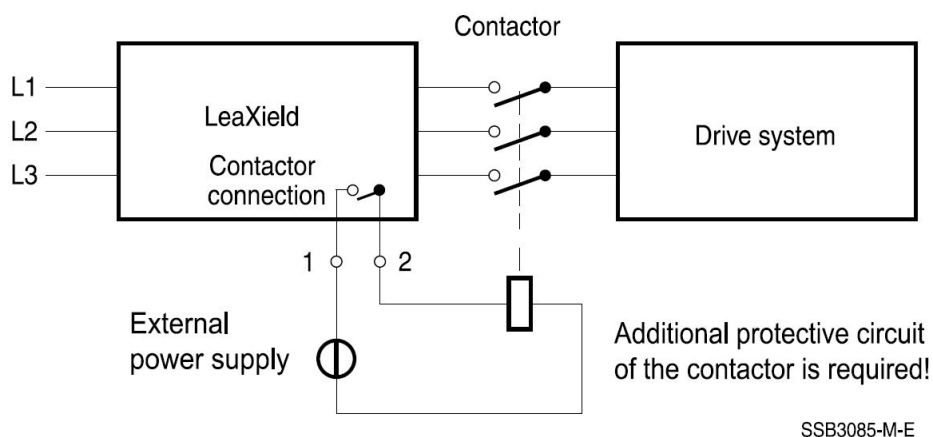 Contactor
L1
L2
L3
LeaXield
Contactor
connection
Drive system
1
2
External
power supply
Additional protective circuit
of the contactor is required!
SSB3085-M-E